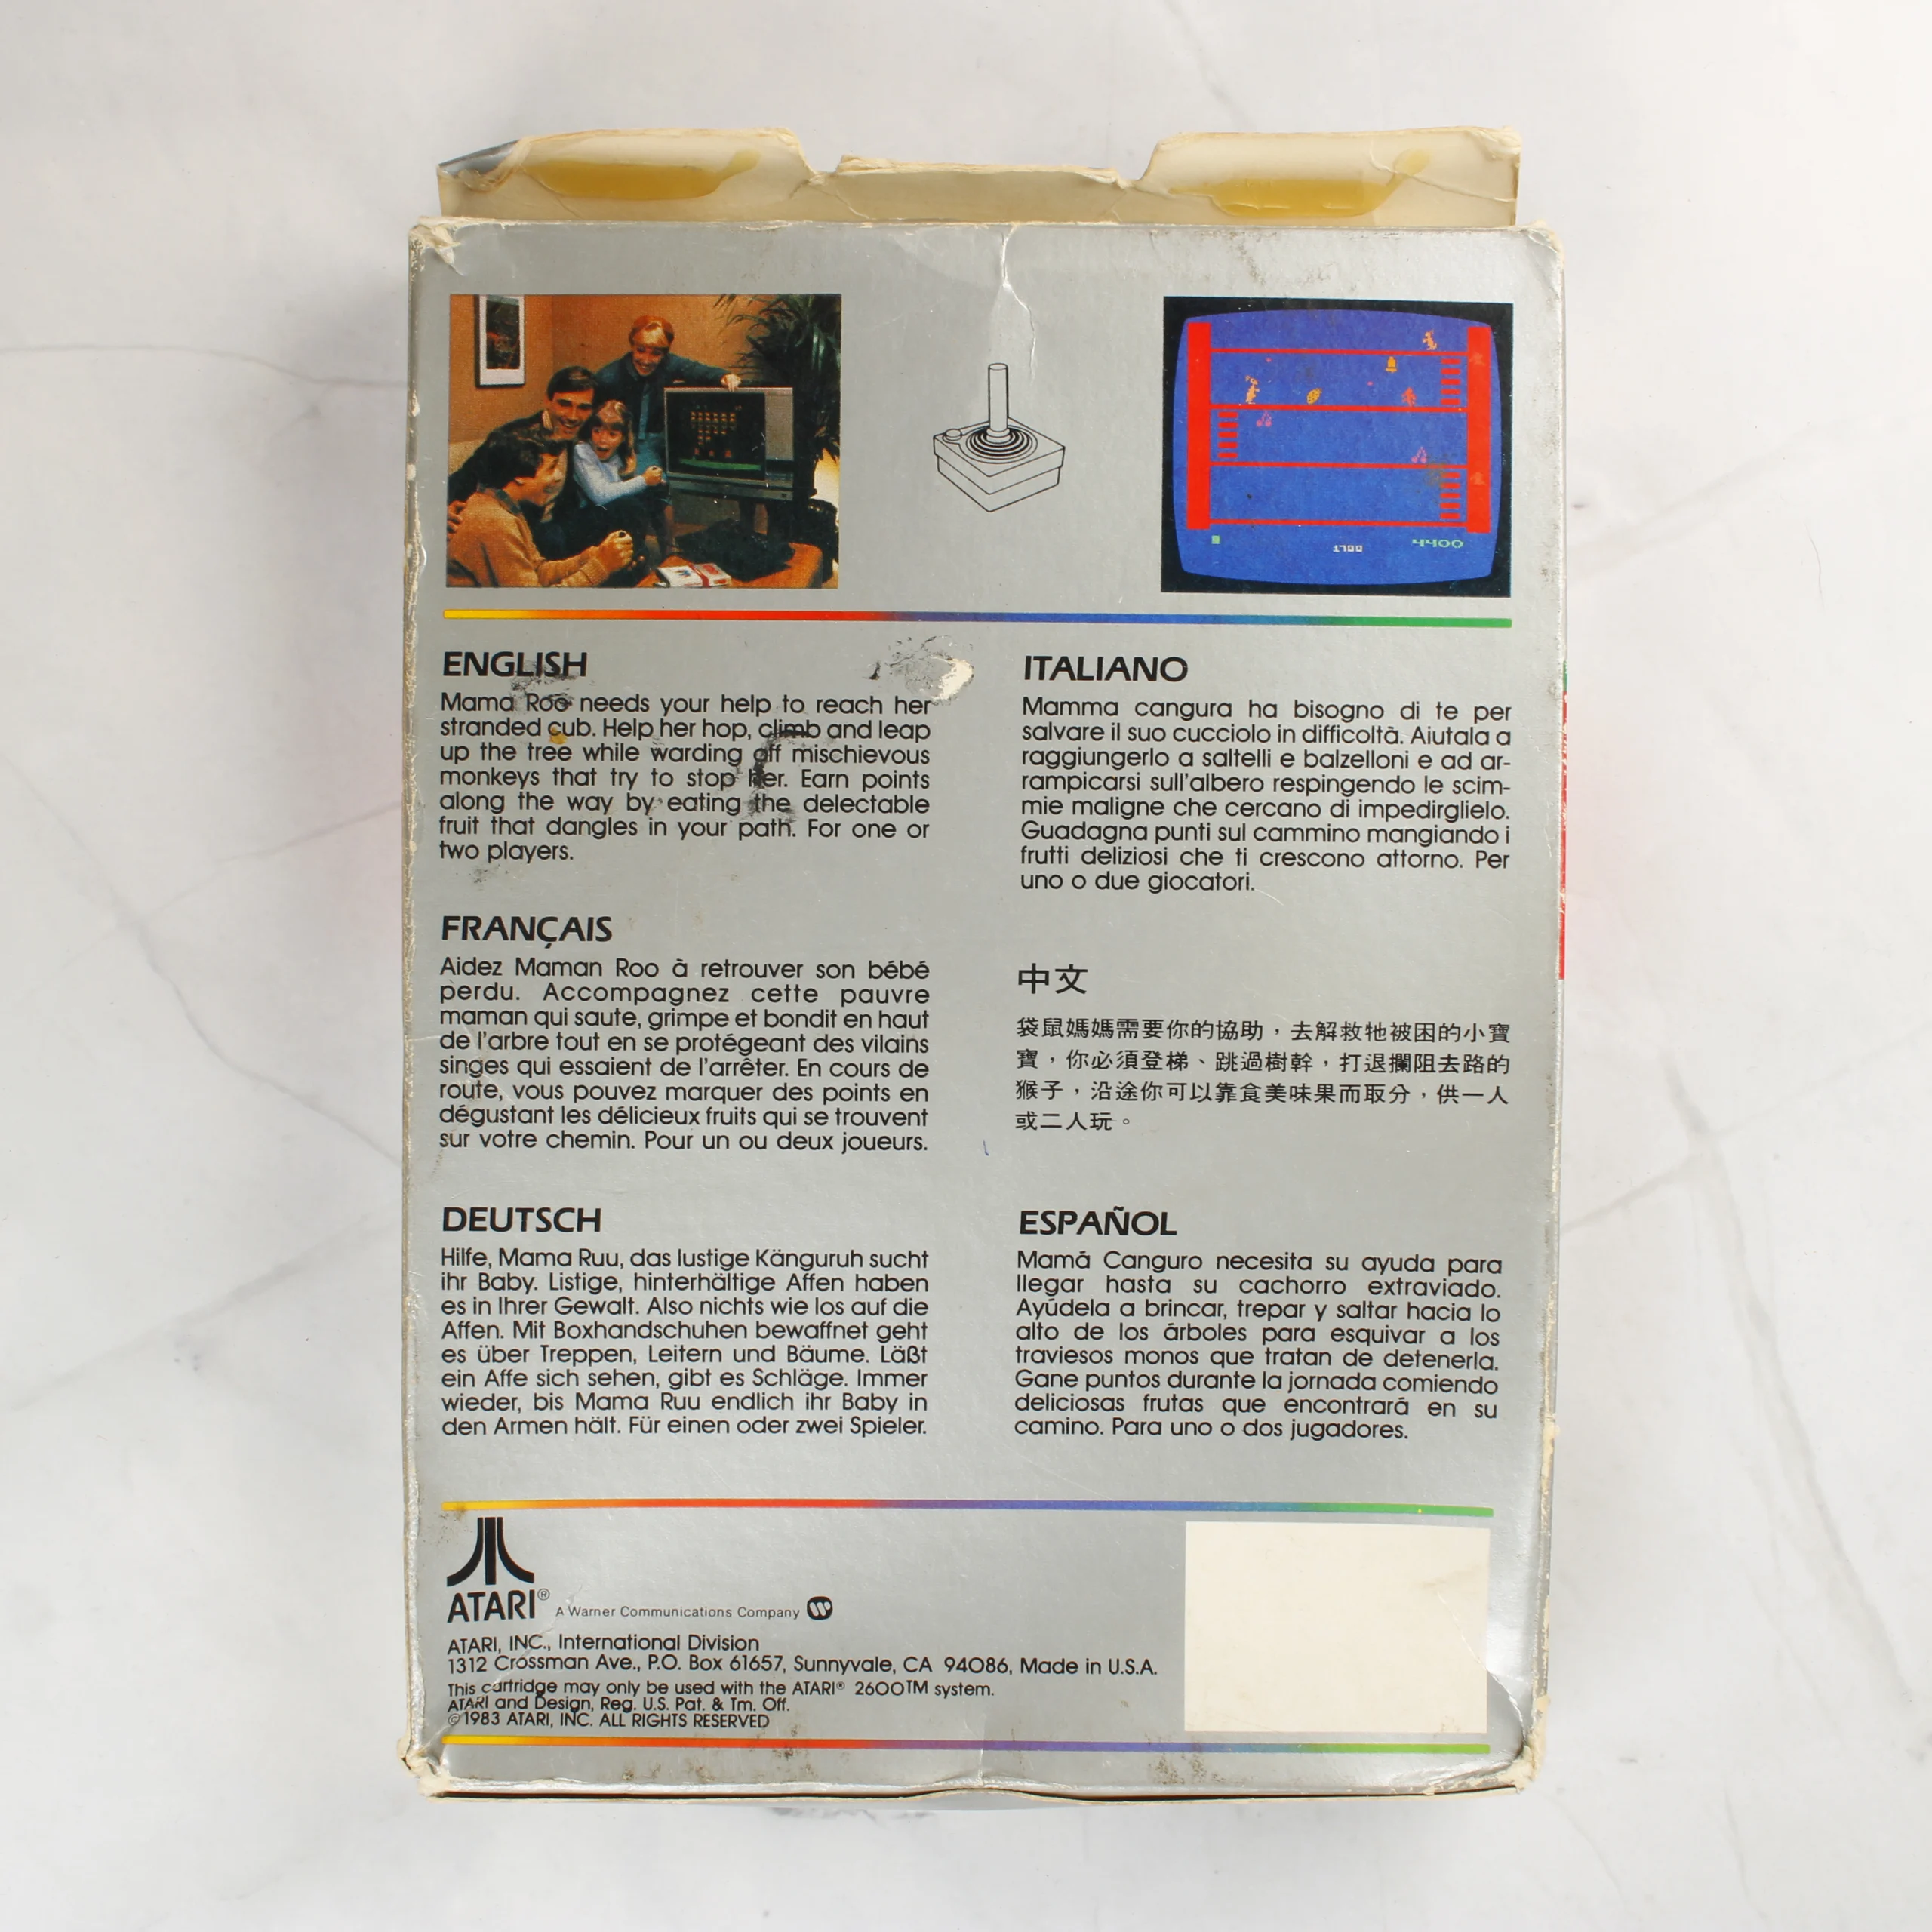 1700
4400
ENGLISH
Mama Roo needs your help to reach her
stranded cub. Help her hop, climb and leap
up the tree while warding off mischievous
monkeys that try to stop her. Earn points
along the way by eating the delectable
fruit that dangles in your path. For one or
two players.
FRANÇAIS
Aidez Maman Roo à retrouver son bébé
perdu. Accompagnez cette pauvre
maman qui saute, grimpe et bondit en haut
de l'arbre tout en se protégeant des vilains
singes qui essaient de l'arrêter. En cours de
route, vous pouvez marquer des points en
dégustant les délicieux fruits qui se trouvent
sur votre chemin. Pour un ou deux joueurs.
DEUTSCH
Hilfe, Mama Ruu, das lustige Känguruh sucht
ihr Baby. Listige, hinterhältige Affen haben
es in Ihrer Gewalt. Also nichts wie los auf die
Affen. Mit Boxhandschuhen bewaffnet geht
es über Treppen, Leitern und Bäume. Läßt
ein Affe sich sehen, gibt es Schläge. Immer
wieder, bis Mama Ruu endlich ihr Baby in
den Armen hält. Für einen oder zwei Spieler.
ITALIANO
Mamma cangura ha bisogno di te per
salvare il suo cucciolo in difficoltà. Aiutala a
raggiungerlo a saltelli e balzelloni e ad ar-
rampicarsi sull'albero respingendo le scim-
mie maligne che cercano di impedirglielo.
Guadagna punti sul cammino mangiando i
frutti deliziosi che ti crescono attorno. Per
uno o due giocatori.
中文
袋鼠媽媽需要你的協助，去解救牠被困的小寶
寶，你必須登梯、跳過樹幹，打退攔阻去路的
猴子，沿途你可以靠食美味果而取分，供一人
或二人玩。
ESPAÑOL
Mamá Canguro necesita su ayuda para
llegar hasta su cachorro extraviado.
Ayúdela a brincar, trepar y saltar hacia lo
alto de los árboles para esquivar a los
traviesos monos que tratan de detenerla.
Gane puntos durante la jornada comiendo
deliciosas frutas que encontrará en su
camino. Para uno o dos jugadores.
ATARI® A Warner Communications Company
ATARI, INC., International Division
1312 Crossman Ave., P.O. Box 61657, Sunnyvale, CA 94086, Made in U.S.A.
This cartridge may only be used with the ATARI® 2600™ system.
ATARI and Design, Reg. U.S. Pat. & Tm. Off.
©1983 ATARI, INC. ALL RIGHTS RESERVED